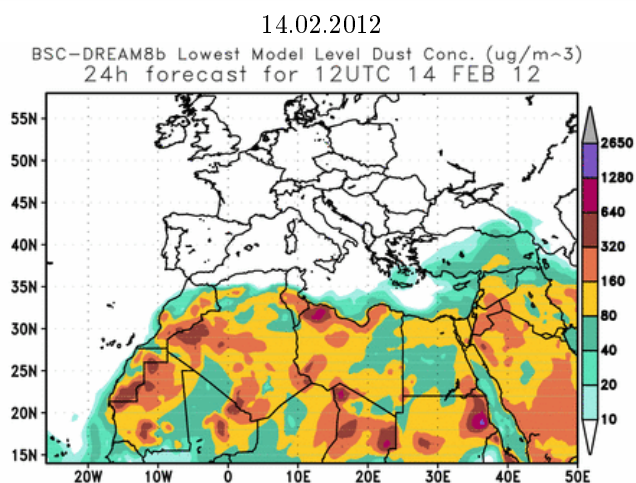 14.02.2012
BSC-DREAM8b Lowest Model Level Dust Conc. (ug/m^3)
24h forecast for 12UTC 14 FEB 12
55N
50N
45N
40N
35N
30N
25N
20N
15N
20W 10W 0 10E 20E 30E 40E 50E
2650
1280
640
320
160
80
40
20
10